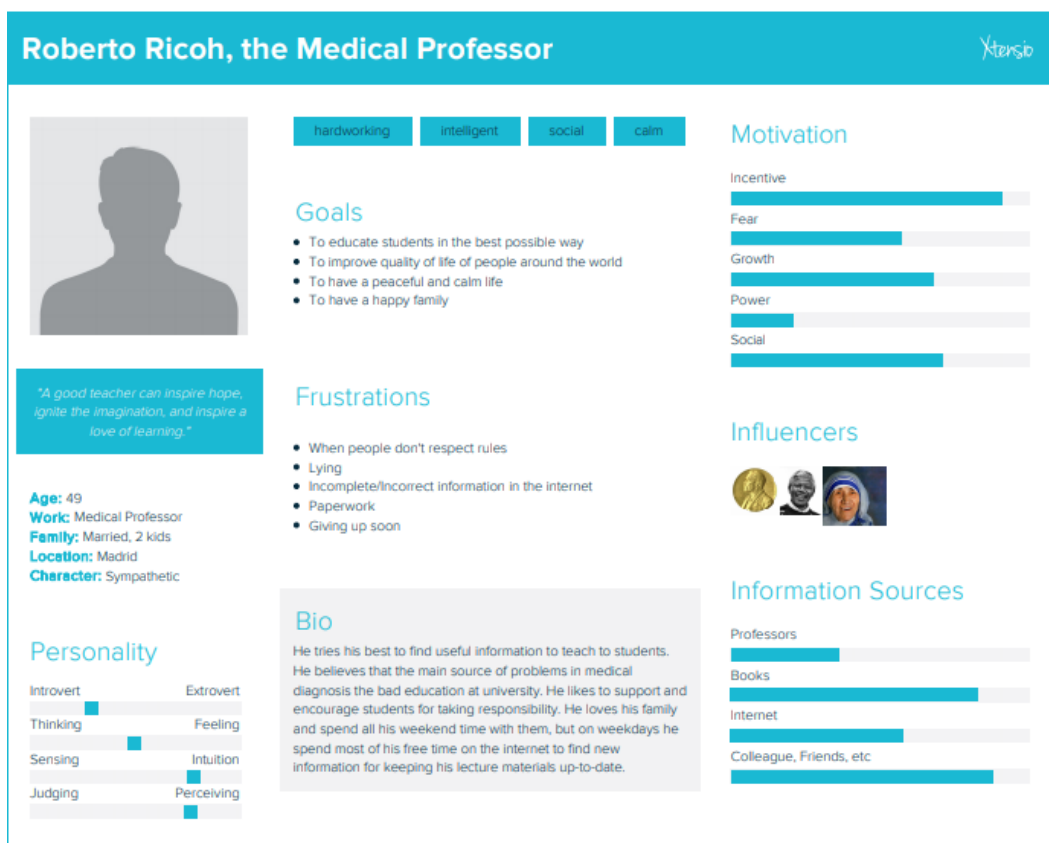 Roberto Ricoh, the Medical Professor
Xtensio
hardworking
intelligent
social
calm
"A good teacher can inspire hope,
ignite the imagination, and inspire a
love of learning."
Age: 49
Work: Medical Professor
Family: Married, 2 kids
Location: Madrid
Character: Sympathetic
Personality
Introvert Extrovert
Thinking Feeling
Sensing Intuition
Judging Perceiving
Goals
• To educate students in the best possible way
• To improve quality of life of people around the world
• To have a peaceful and calm life
• To have a happy family
Frustrations
• When people don't respect rules
• Lying
• Incomplete/Incorrect information in the internet
• Paperwork
• Giving up soon
Bio
He tries his best to find useful information to teach to students.
He believes that the main source of problems in medical
diagnosis the bad education at university. He likes to support and
encourage students for taking responsibility. He loves his family
and spend all his weekend time with them, but on weekdays he
spend most of his free time on the internet to find new
information for keeping his lecture materials up-to-date.
Motivation
Incentive
Fear
Growth
Power
Social
Influencers
Information Sources
Professors
Books
Internet
Colleague, Friends, etc